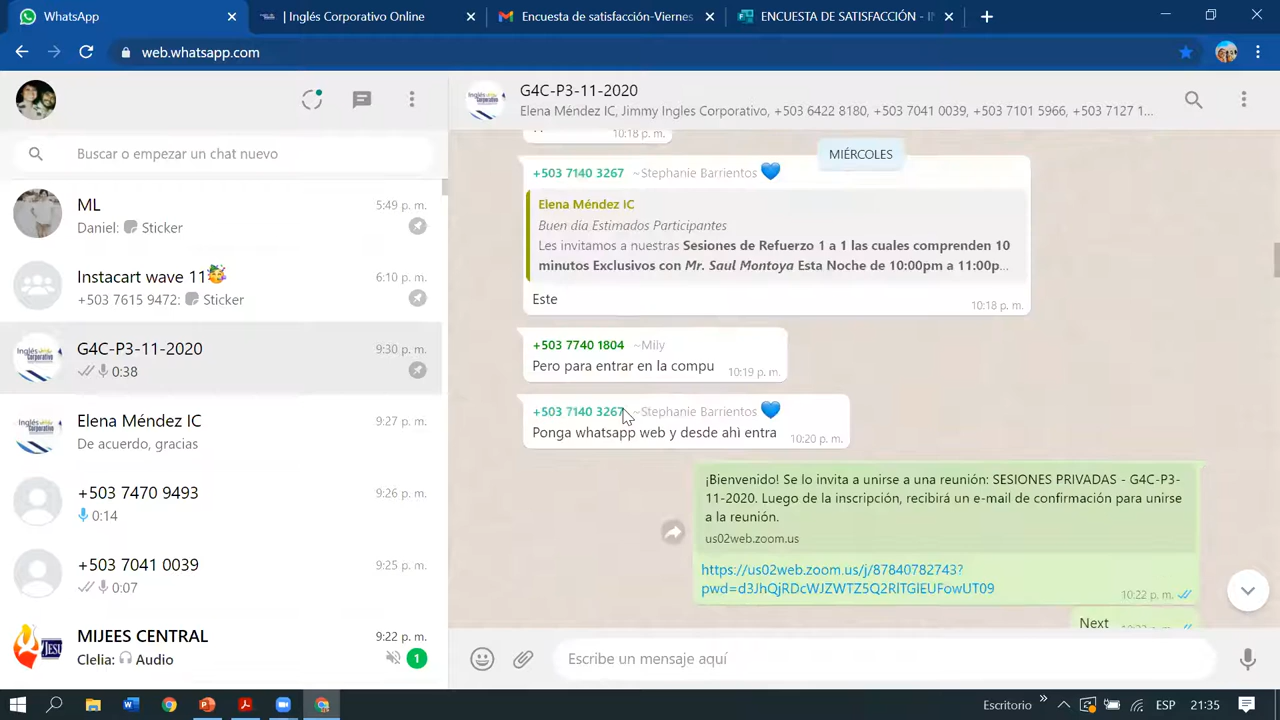 WhatsApp
| Inglés Corporativo Online
Encuesta de satisfacción-Viernes
ENCUESTA DE SATISFACCIÓN - I
web.whatsapp.com
Buscar o empezar un chat nuevo
ML
5:49 p. m.
Daniel: Sticker
Instacart wave 11
6:10 p. m.
+503 7615 9472: Sticker
G4C-P3-11-2020
9:30 p. m.
0:38
Elena Méndez IC
9:27 p. m.
De acuerdo, gracias
+503 7470 9493
9:26 p. m.
0:14
+503 7041 0039
9:25 p. m.
0:07
MIJEES CENTRAL
9:22 p. m.
Clelia: Audio
1
G4C-P3-11-2020
Elena Méndez IC, Jimmy Ingles Corporativo, +503 6422 8180, +503 7041 0039, +503 7101 5966, +503 7127 1...
10:18 p. m.
MIÉRCOLES
+503 7140 3267 ~Stephanie Barrientos
Elena Méndez IC
Buen día Estimados Participantes
Les invitamos a nuestras Sesiones de Refuerzo 1 a 1 las cuales comprenden 10
minutos Exclusivos con Mr. Saul Montoya Esta Noche de 10:00pm a 11:00p...
Este
10:18 p. m.
+503 7740 1804 ~Mily
Pero para entrar en la compu
10:19 p. m.
+503 7140 3267 ~Stephanie Barrientos
Ponga whatsapp web y desde ahi entra
10:20 p. m.
¡Bienvenido! Se lo invita a unirse a una reunión: SESIONES PRIVADAS - G4C-P3-
11-2020. Luego de la inscripción, recibirá un e-mail de confirmación para unirse
a la reunión.
us02web.zoom.us
https://us02web.zoom.us/j/87840782743?
pwd=d3JhQjRDcWJZWTZ5Q2RlTGlEUFowUT09
10:22 p. m.
Next
Escribe un mensaje aquí
Escritorio
ESP
21:35